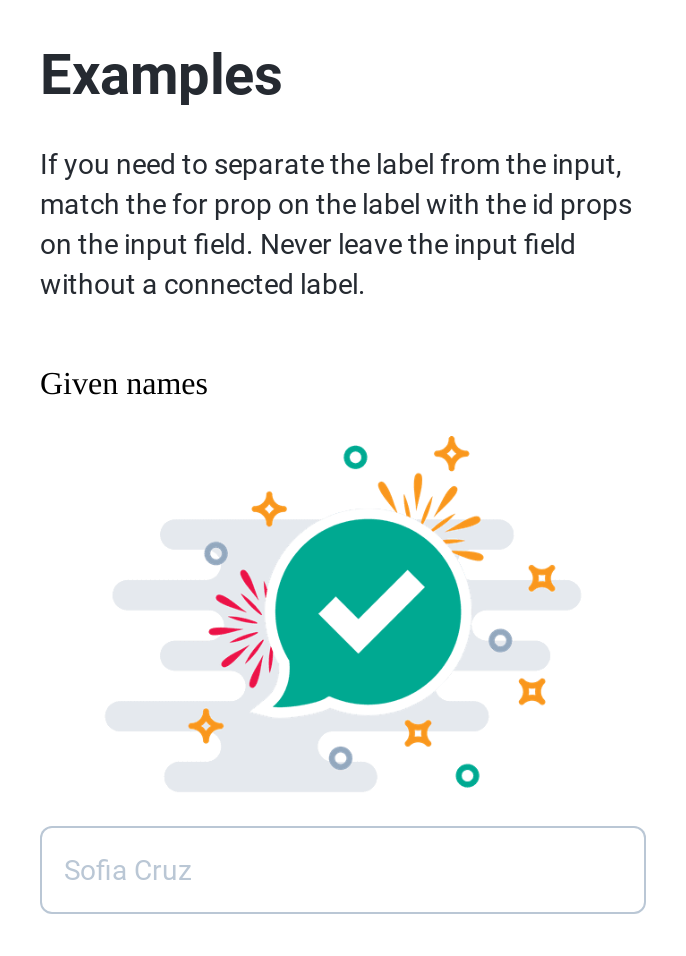 Examples
If you need to separate the label from the input,
match the for prop on the label with the id props
on the input field. Never leave the input field
without a connected label.
Given names
Sofia Cruz